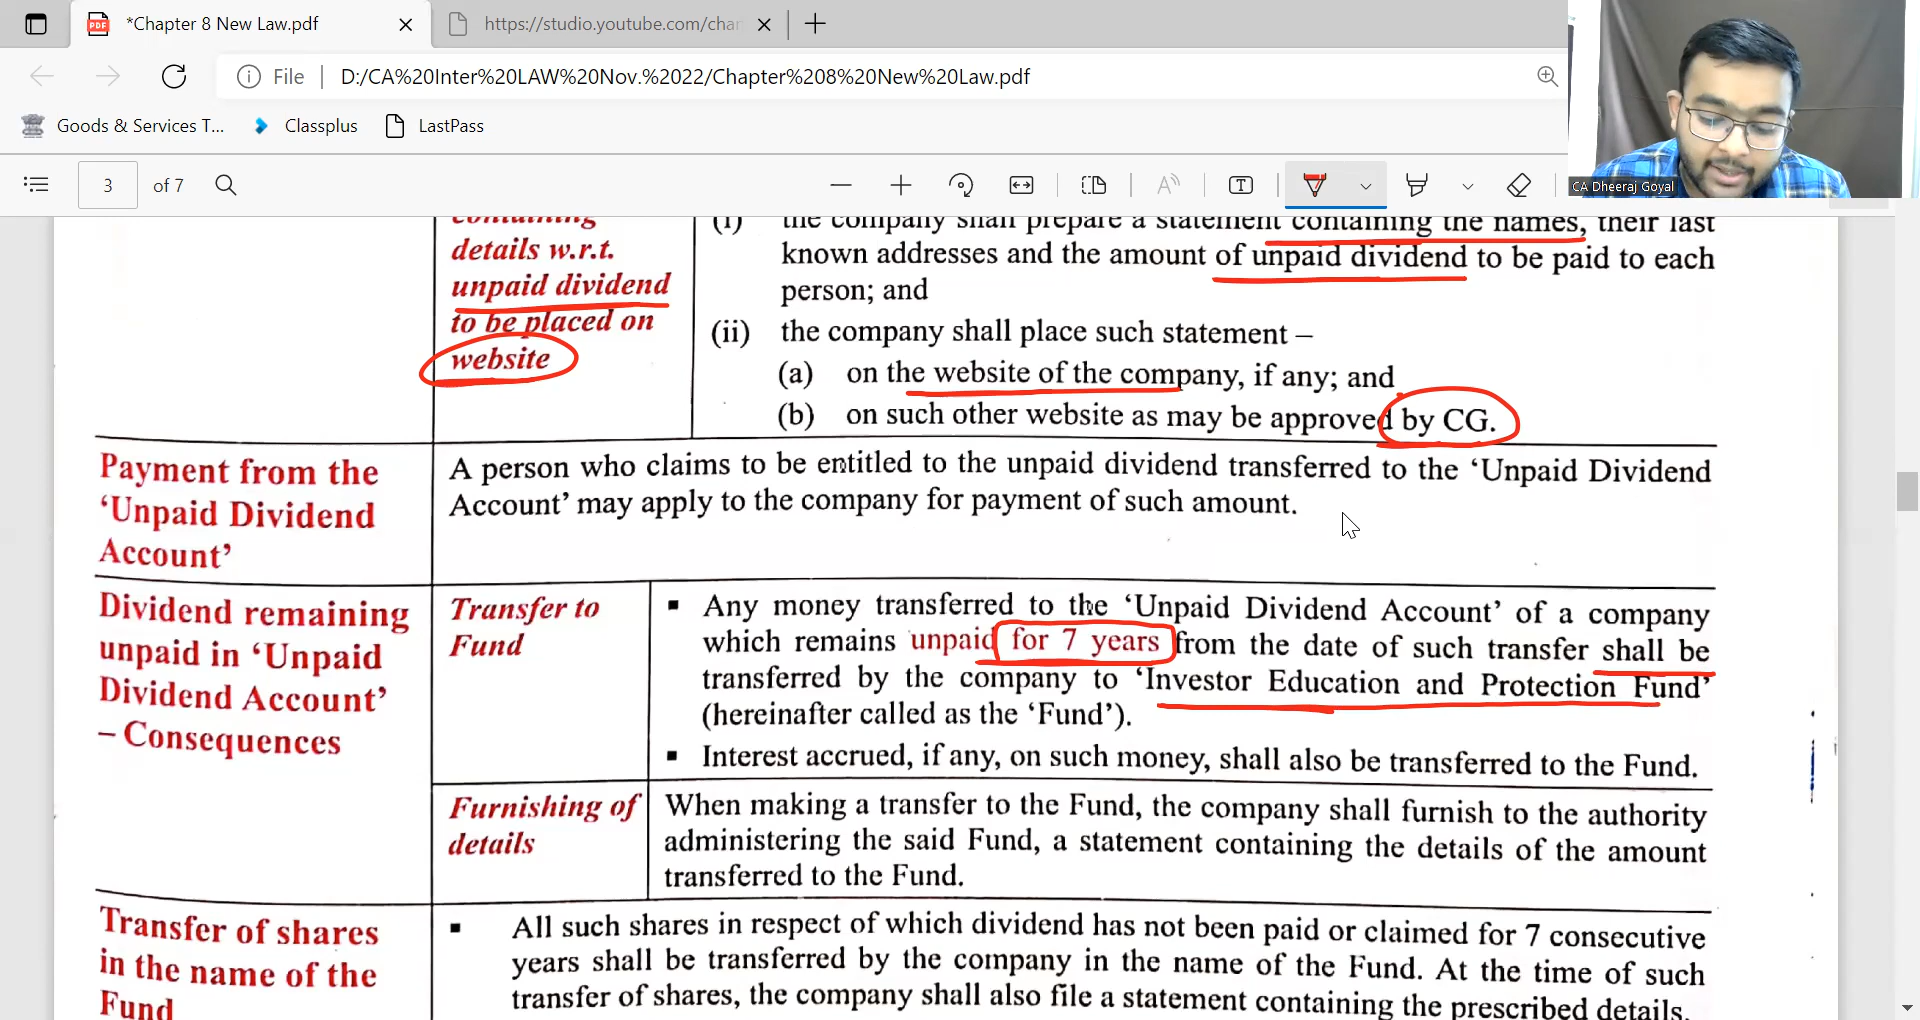 *Chapter 8 New Law.pdf
https://studio.youtube.com/char
File
D:/CA%20Inter%20LAW%20Nov.%2022/Chapter%208%20New%20Law.pdf
Goods & Services T...
Classplus
LastPass
3
of 7
CA Dheeraj Goyal
containing
details w.r.t.
unpaid dividend
to be placed on
website
(i) the company shall prepare a statement containing the names, their last
known addresses and the amount of unpaid dividend to be paid to each
person; and
(ii) the company shall place such statement –
(a) on the website of the company, if any; and
(b) on such other website as may be approved by CG.
Payment from the
‘Unpaid Dividend
Account’
A person who claims to be entitled to the unpaid dividend transferred to the ‘Unpaid Dividend
Account’ may apply to the company for payment of such amount.
Dividend remaining
unpaid in ‘Unpaid
Dividend Account’
– Consequences
Transfer to
Fund
▪ Any money transferred to the ‘Unpaid Dividend Account’ of a company
which remains unpaid for 7 years from the date of such transfer shall be
transferred by the company to ‘Investor Education and Protection Fund’
(hereinafter called as the ‘Fund’).
▪ Interest accrued, if any, on such money, shall also be transferred to the Fund.
Furnishing of
details
When making a transfer to the Fund, the company shall furnish to the authority
administering the said Fund, a statement containing the details of the amount
transferred to the Fund.
Transfer of shares
in the name of the
Fund
▪ All such shares in respect of which dividend has not been paid or claimed for 7 consecutive
years shall be transferred by the company in the name of the Fund. At the time of such
transfer of shares, the company shall also file a statement containing the prescribed details.